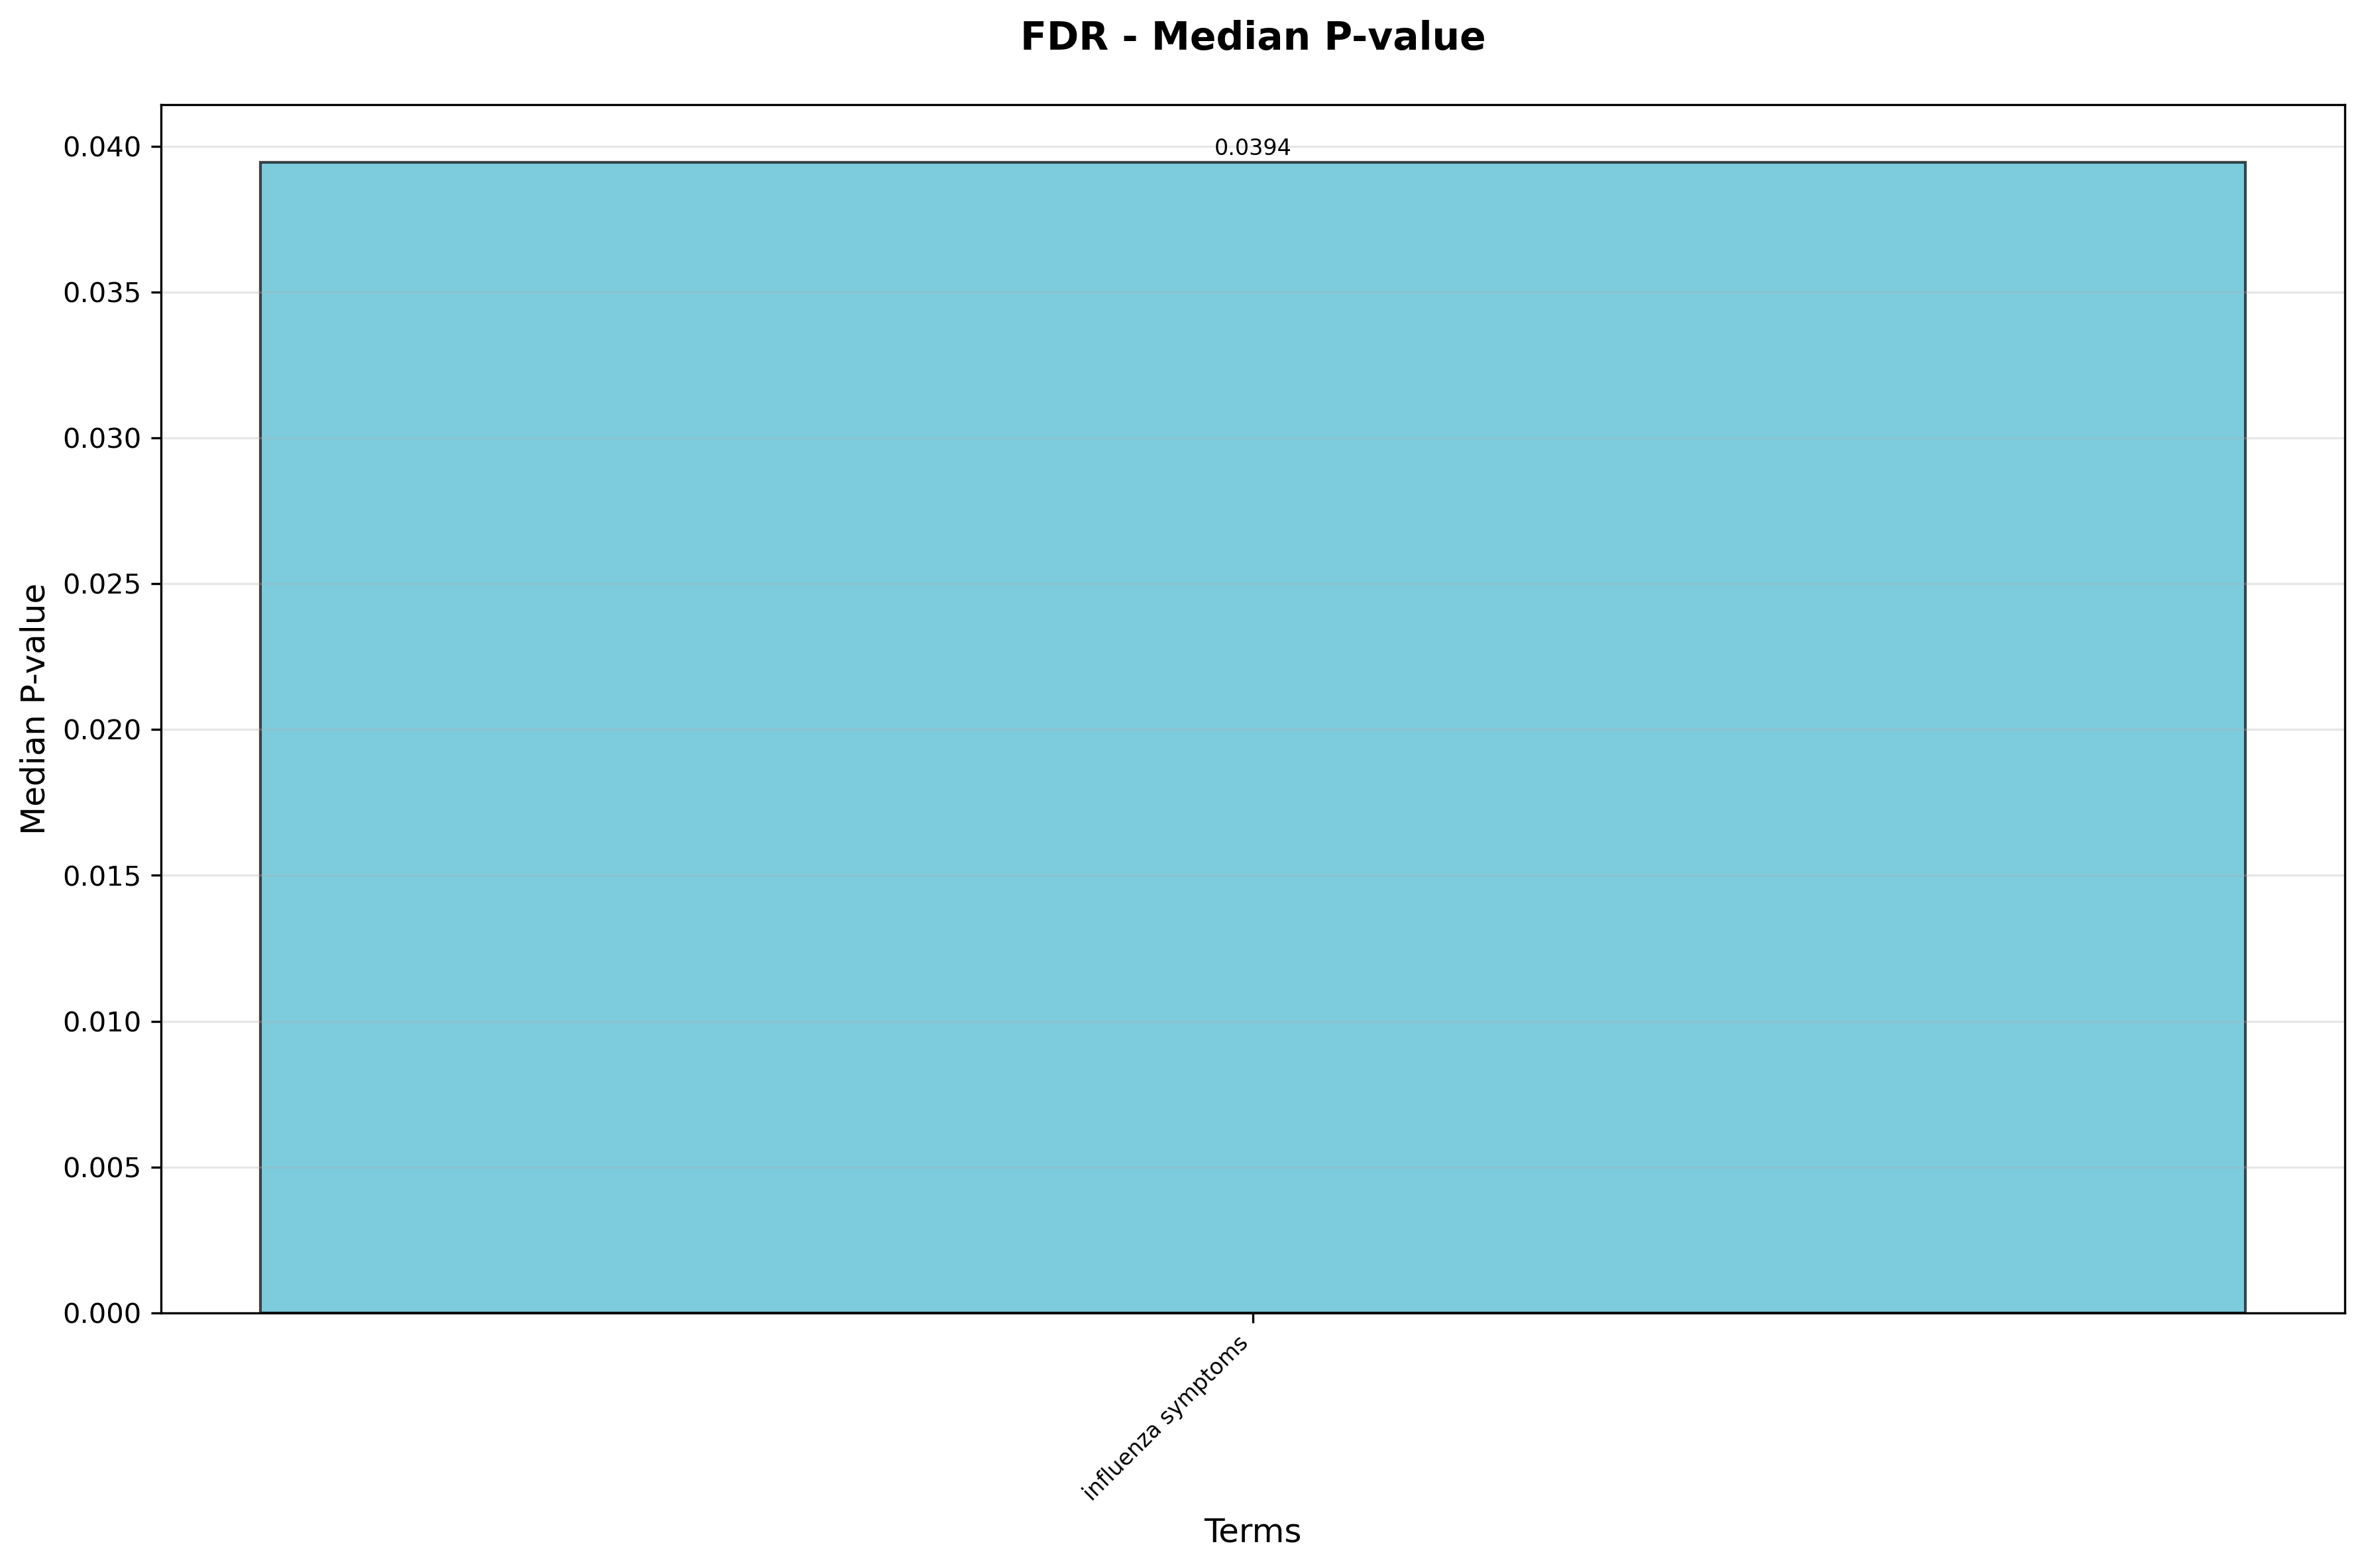 FDR - Median P-value
0.0394
0.040
0.035
0.030
0.025
0.020
0.015
0.010
0.005
0.000
Median P-value
influenza symptoms
Terms